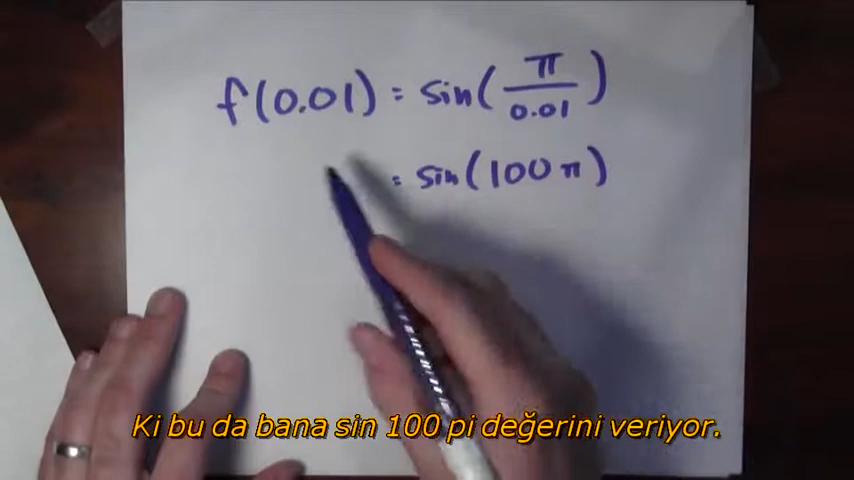 f(0.01) = sin(π/0.01)
= sin(100π)
Ki bu da bana sin 100 pi değerini veriyor.